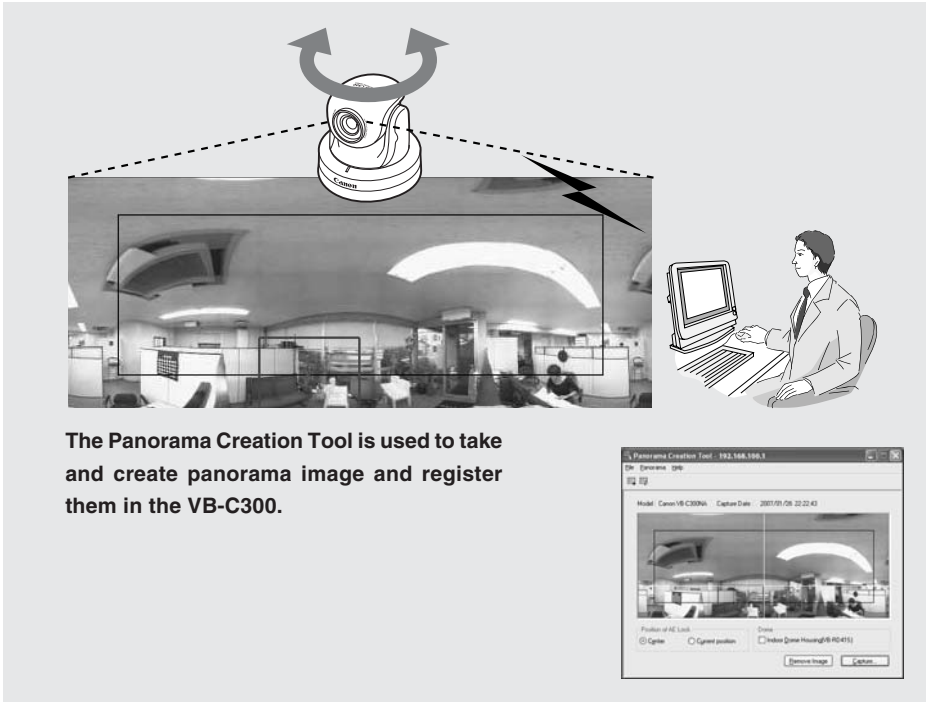 Canon
The Panorama Creation Tool is used to take
and create panorama image and register
them in the VB-C300.
Panorama Creation Tool - 192.168.100.1
File Panorama Help
Model : Canon VB-C300NA Capture Date : 2007/01/26 22:22:43
Position of AE Lock
Center
Current position
Dome
Indoor Dome Housing(VB-RD41S)
Remove Image
Capture...